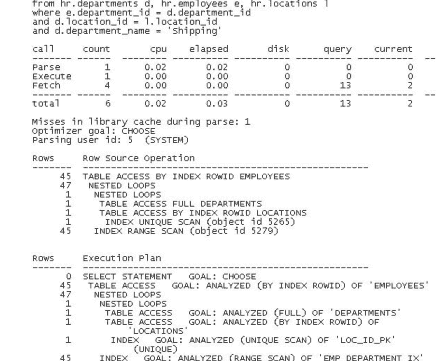 from hr.departments d, hr.employees e, hr.locations l
where e.department_id = d.department_id
and d.location_id = l.location_id
and d.department_name = 'Shipping'
call count cpu elapsed disk query current
------- ------ -------- ---------- ---------- ---------- ---------- --
Parse 1 0.02 0.02 0 0
Execute 1 0.00 0.00 0 0
Fetch 4 0.00 0.00 13 2
------- ------ -------- ---------- ---------- ---------- ---------- --
total 6 0.02 0.03 0 13 2
Misses in library cache during parse: 1
Optimizer goal: CHOOSE
Parsing user id: 5 (SYSTEM)
Rows Row Source Operation
------- ---------------------------------------------------
45 TABLE ACCESS BY INDEX ROWID EMPLOYEES
47 NESTED LOOPS
1 NESTED LOOPS
1 TABLE ACCESS FULL DEPARTMENTS
1 TABLE ACCESS BY INDEX ROWID LOCATIONS
1 INDEX UNIQUE SCAN (object id 5265)
45 INDEX RANGE SCAN (object id 5279)
Rows Execution Plan
------- ---------------------------------------------------
0 SELECT STATEMENT GOAL: CHOOSE
45 TABLE ACCESS GOAL: ANALYZED (BY INDEX ROWID) OF 'EMPLOYEES'
47 NESTED LOOPS
1 NESTED LOOPS
1 TABLE ACCESS GOAL: ANALYZED (FULL) OF 'DEPARTMENTS'
1 TABLE ACCESS GOAL: ANALYZED (BY INDEX ROWID) OF
'LOCATIONS'
1 INDEX GOAL: ANALYZED (UNIQUE SCAN) OF 'LOC_ID_PK'
(UNIQUE)
45 INDEX GOAL: ANALYZED (RANGE SCAN) OF 'EMP_DEPARTMENT_IX'